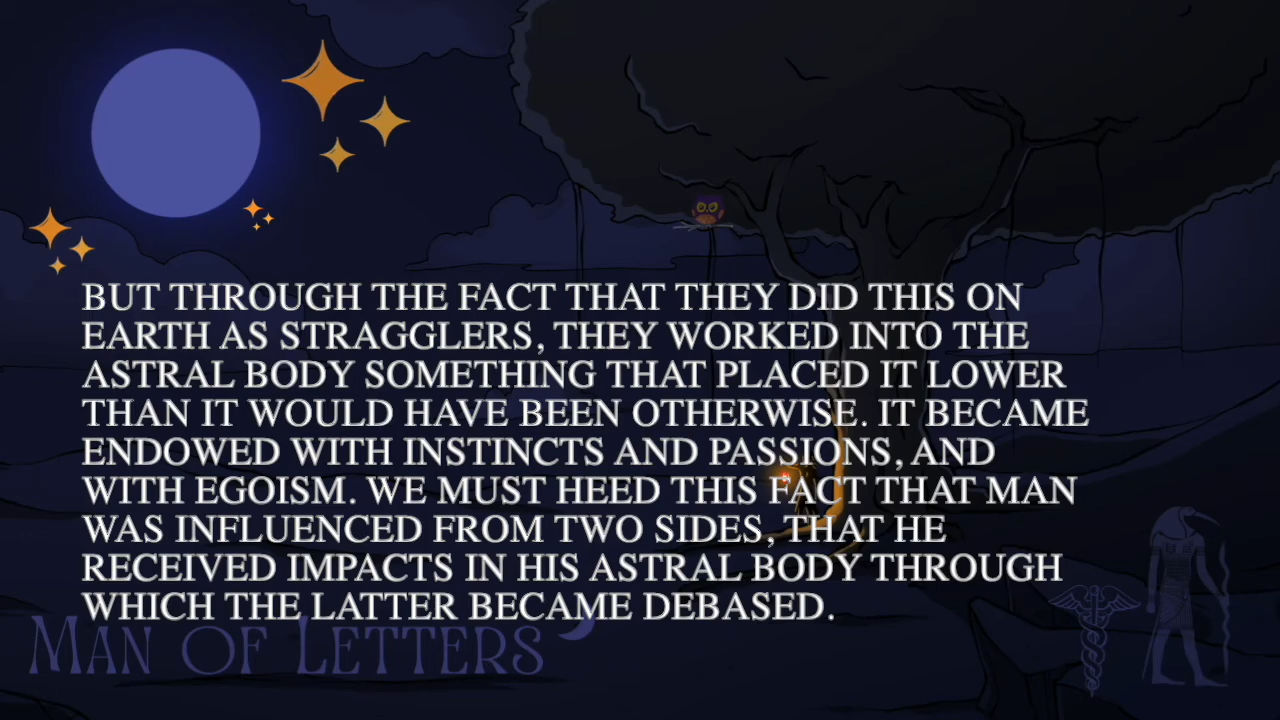 BUT THROUGH THE FACT THAT THEY DID THIS ON
EARTH AS STRAGGLERS, THEY WORKED INTO THE
ASTRAL BODY SOMETHING THAT PLACED IT LOWER
THAN IT WOULD HAVE BEEN OTHERWISE. IT BECAME
ENDOWED WITH INSTINCTS AND PASSIONS, AND
WITH EGOISM. WE MUST HEED THIS FACT THAT MAN
WAS INFLUENCED FROM TWO SIDES, THAT HE
RECEIVED IMPACTS IN HIS ASTRAL BODY THROUGH
WHICH THE LATTER BECAME DEBASED.
MAN OF LETTERS